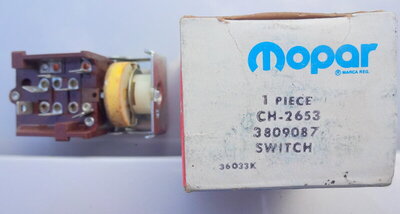 mopar
® MARCA REG.
1 PIECE
CH-2653
3809087
SWITCH
36033K